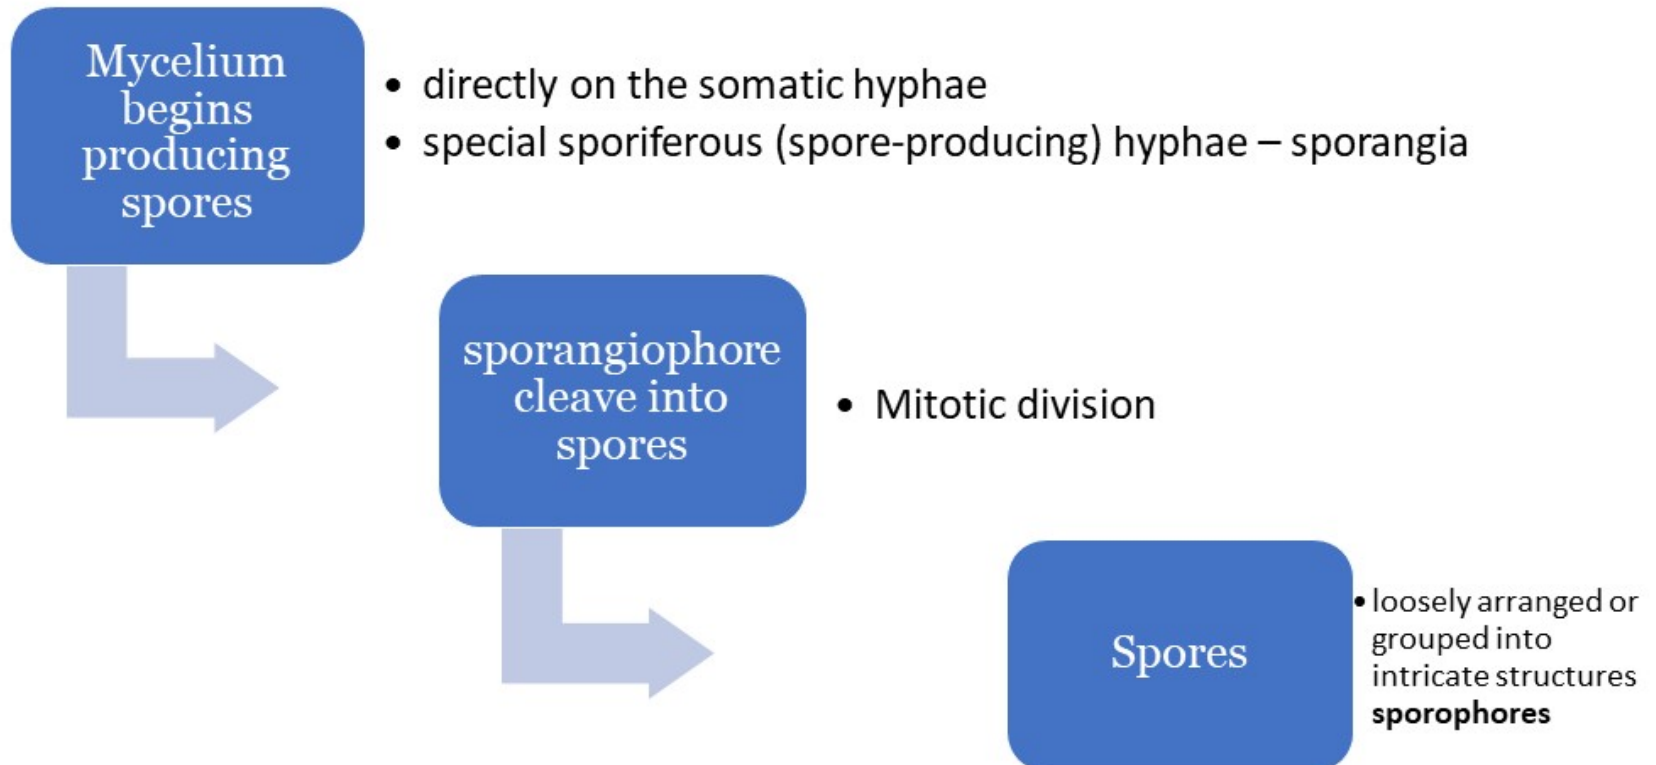 Mycelium
begins
producing
spores
• directly on the somatic hyphae
• special sporiferous (spore-producing) hyphae – sporangia
sporangiophore
cleave into
spores
• Mitotic division
Spores
• loosely arranged or
grouped into
intricate structures
sporophores